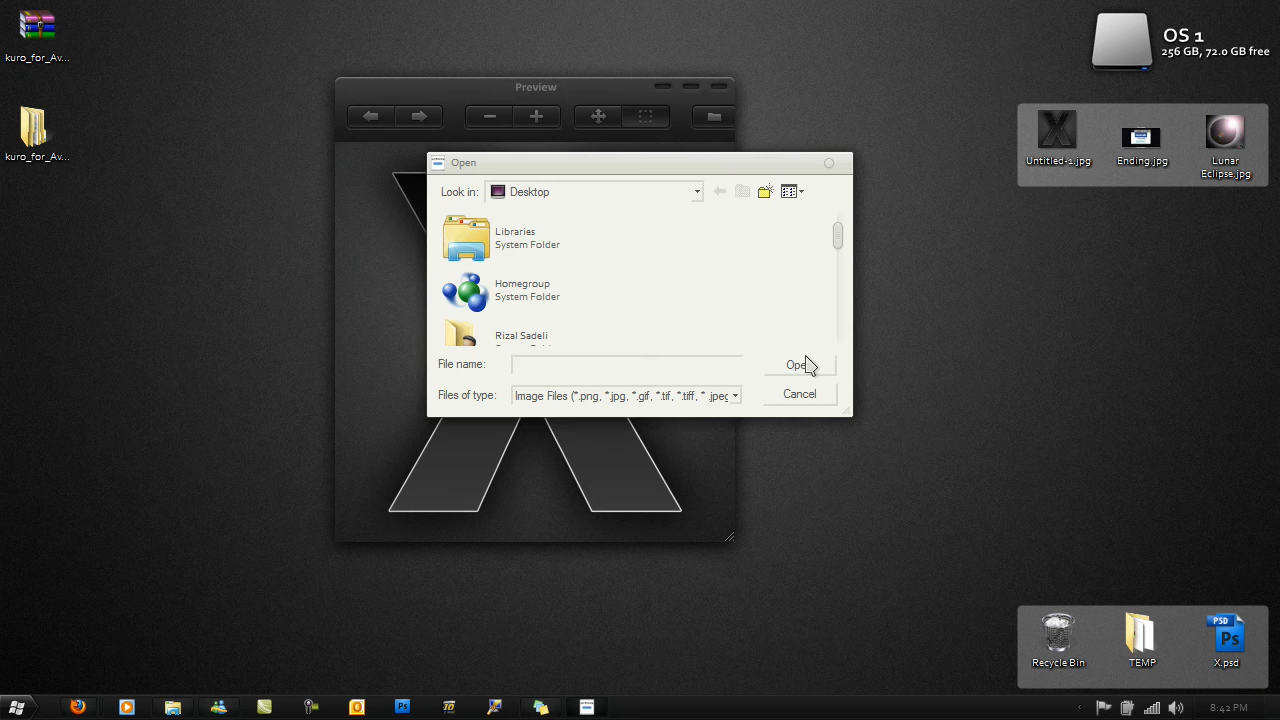 kuro_for_Av...
kuro_for_Av...
OS 1
256 GB, 72.0 GB free
Untitled-1.jpg
Ending.jpg
Lunar
Eclipse.jpg
Preview
Open
Look in:
Desktop
Libraries
System Folder
Homegroup
System Folder
Rizal Sadeli
File name:
Open
Files of type:
Image Files (*.png, *.jpg, *.gif, *.tif, *.tiff, * .jpeg
Cancel
Recycle Bin
TEMP
PSD
Ps
X.psd
Ps
8:42 PM